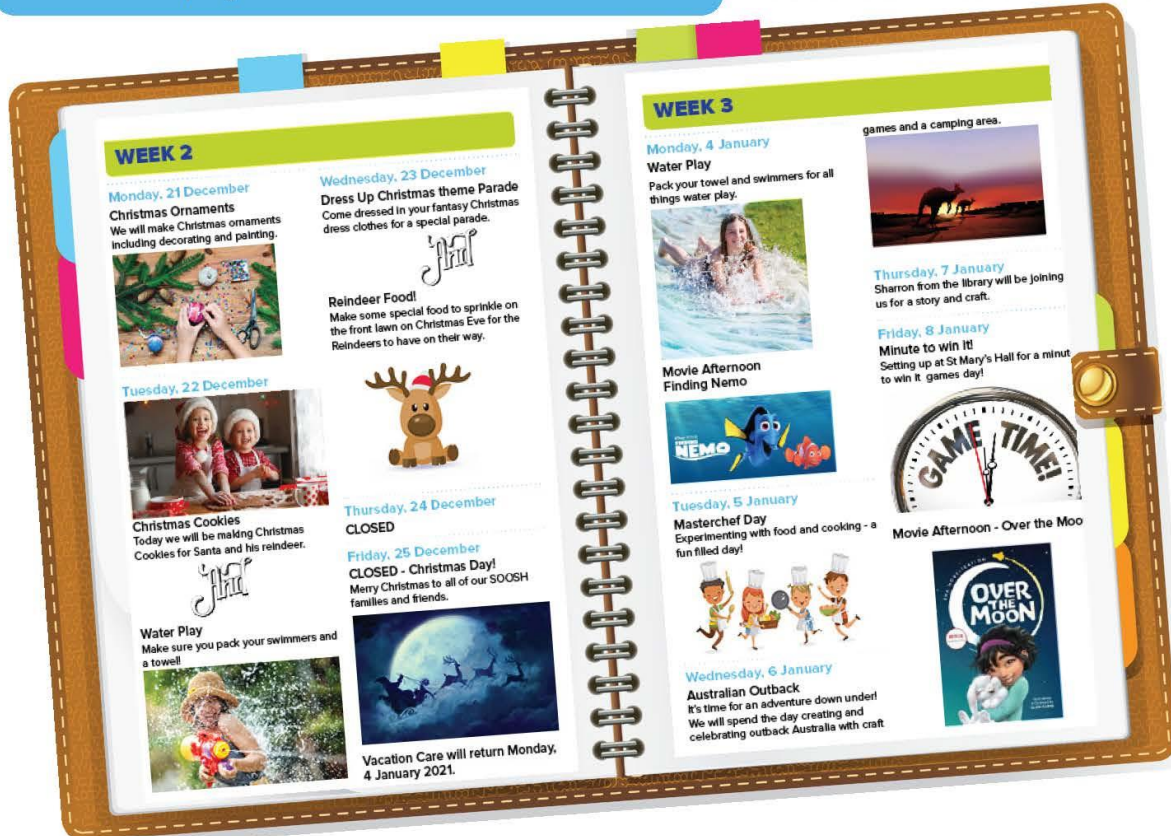 WEEK 2
Monday, 21 December
Christmas Ornaments
We will make Christmas ornaments
including decorating and painting.
Tuesday, 22 December
Christmas Cookies
Today we will be making Christmas
Cookies for Santa and his reindeer.
And
Water Play
Make sure you pack your swimmers and
a towel!
Wednesday, 23 December
Dress Up Christmas theme Parade
Come dressed in your fantasy Christmas
dress clothes for a special parade.
And
Reindeer Food!
Make some special food to sprinkle on
the front lawn on Christmas Eve for the
Reindeers to have on their way.
Thursday, 24 December
CLOSED
Friday, 25 December
CLOSED - Christmas Day!
Merry Christmas to all of our SOOSH
families and friends.
Vacation Care will return Monday,
4 January 2021.
WEEK 3
Monday, 4 January
Water Play
Pack your towel and swimmers for all
things water play.
Movie Afternoon
Finding Nemo
FINDING
NEMO
Tuesday, 5 January
Masterchef Day
Experimenting with food and cooking - a
fun filled day!
Wednesday, 6 January
Australian Outback
It's time for an adventure down under!
We will spend the day creating and
celebrating outback Australia with craft
games and a camping area.
Thursday, 7 January
Sharron from the library will be joining
us for a story and craft.
Friday, 8 January
Minute to win it!
Setting up at St Mary's Hall for a minut
to win it games day!
GAME TIME!
Movie Afternoon - Over the Moo
THE NOVELIZATION
OVER
THE
MOON
NETFLIX